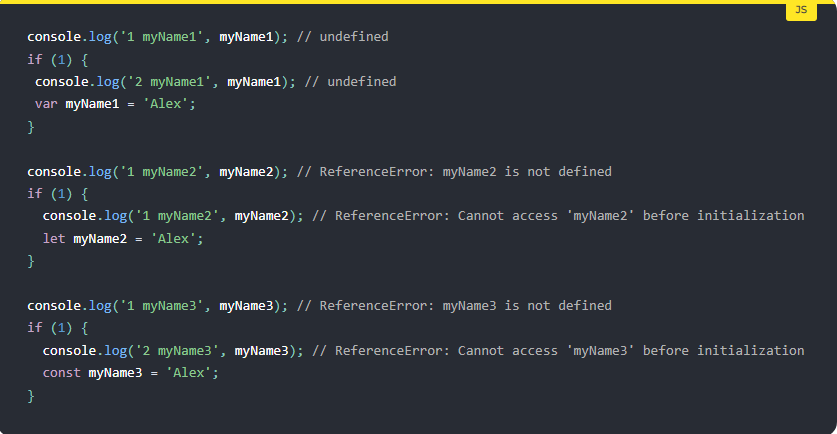 JS
console.log('1 myName1', myName1); // undefined
if (1) {
 console.log('2 myName1', myName1); // undefined
 var myName1 = 'Alex';
}

console.log('1 myName2', myName2); // ReferenceError: myName2 is not defined
if (1) {
  console.log('1 myName2', myName2); // ReferenceError: Cannot access 'myName2' before initialization
  let myName2 = 'Alex';
}

console.log('1 myName3', myName3); // ReferenceError: myName3 is not defined
if (1) {
  console.log('2 myName3', myName3); // ReferenceError: Cannot access 'myName3' before initialization
  const myName3 = 'Alex';
}